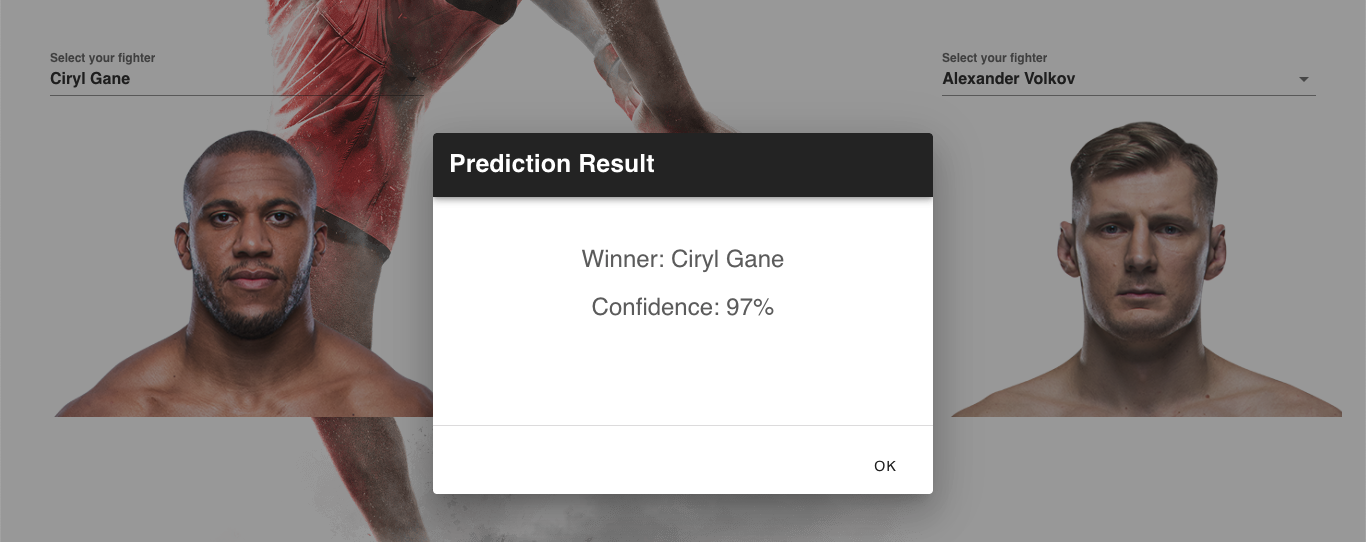 Select your fighter
Ciryl Gane
Select your fighter
Alexander Volkov
Prediction Result
Winner: Ciryl Gane
Confidence: 97%
OK